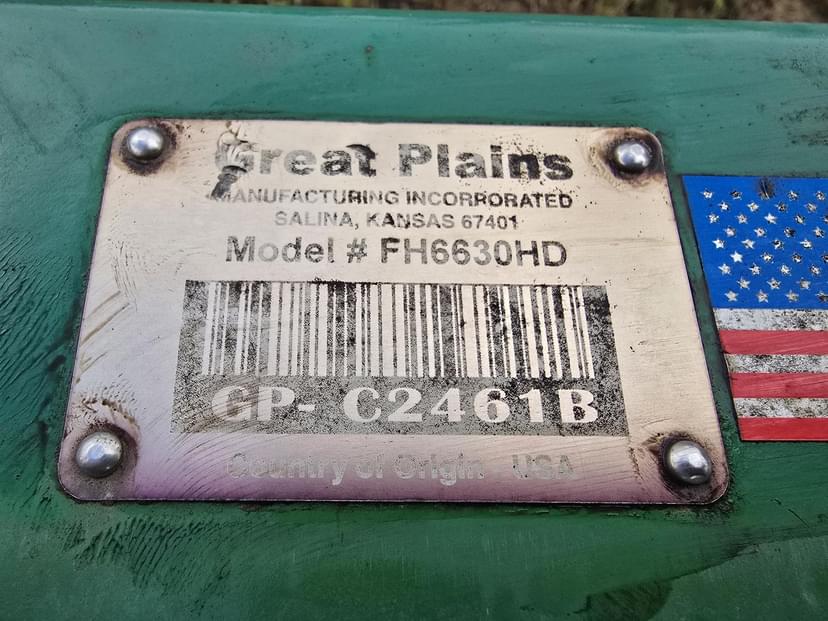 Great Plains
MANUFACTURING INCORPORATED
SALINA, KANSAS 67401
Model # FH6630HD
GP- C2461B
Country of Origin - USA